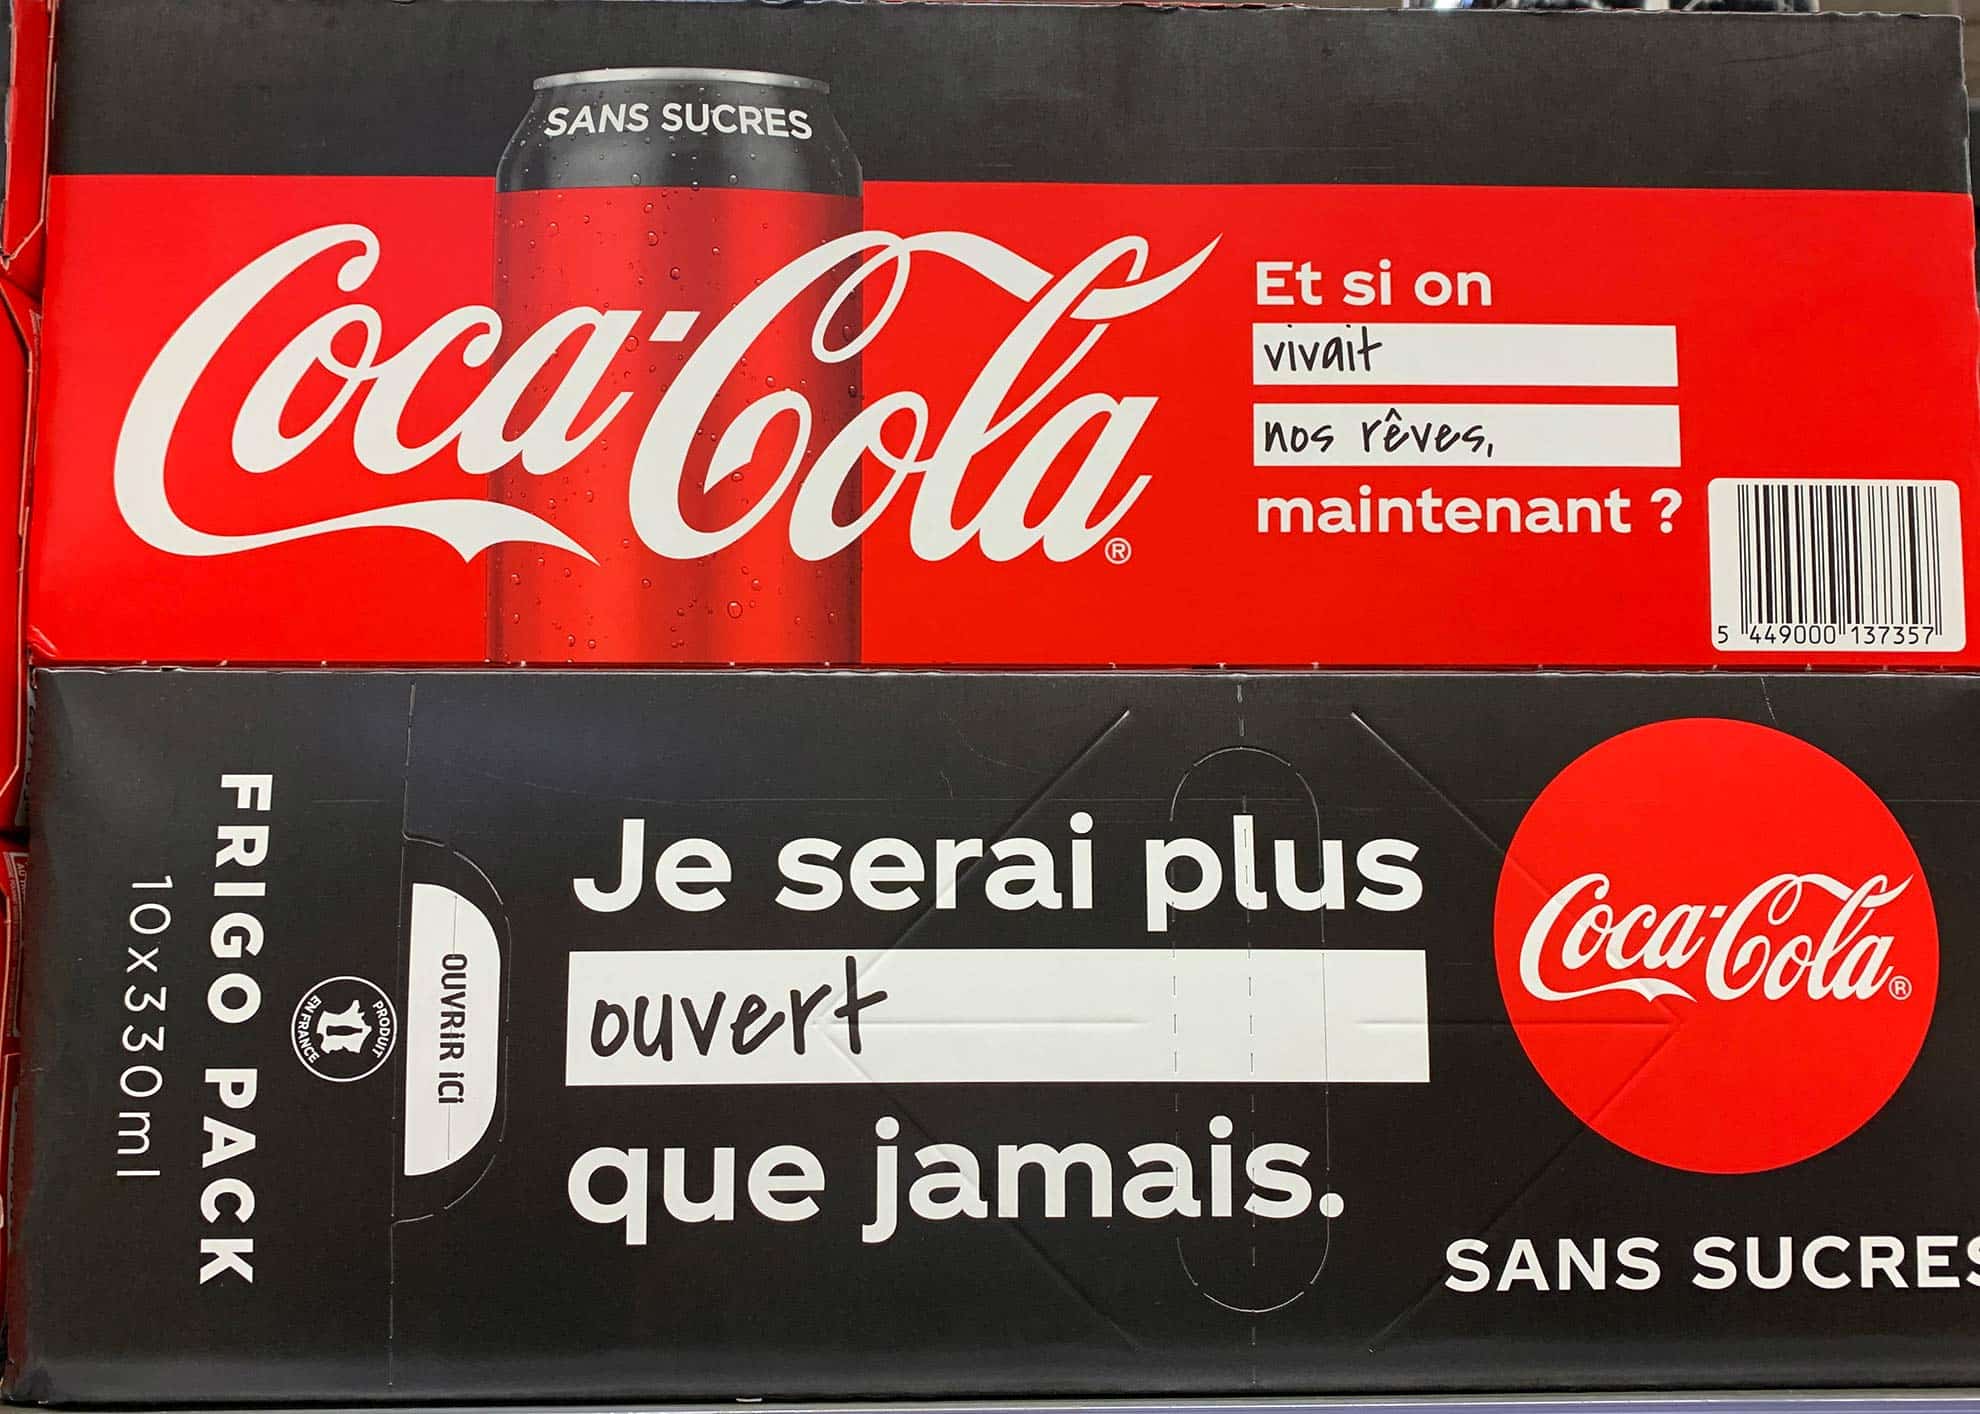 SANS SUCRES
Coca-Cola®
Et si on
vivait
nos rêves,
maintenant ?
5 449000 137357
FRIGO PACK
10x330ml
PRODUIT
EN FRANCE
OUVRIR ICI
Je serai plus
ouvert
que jamais.
Coca-Cola®
SANS SUCRES